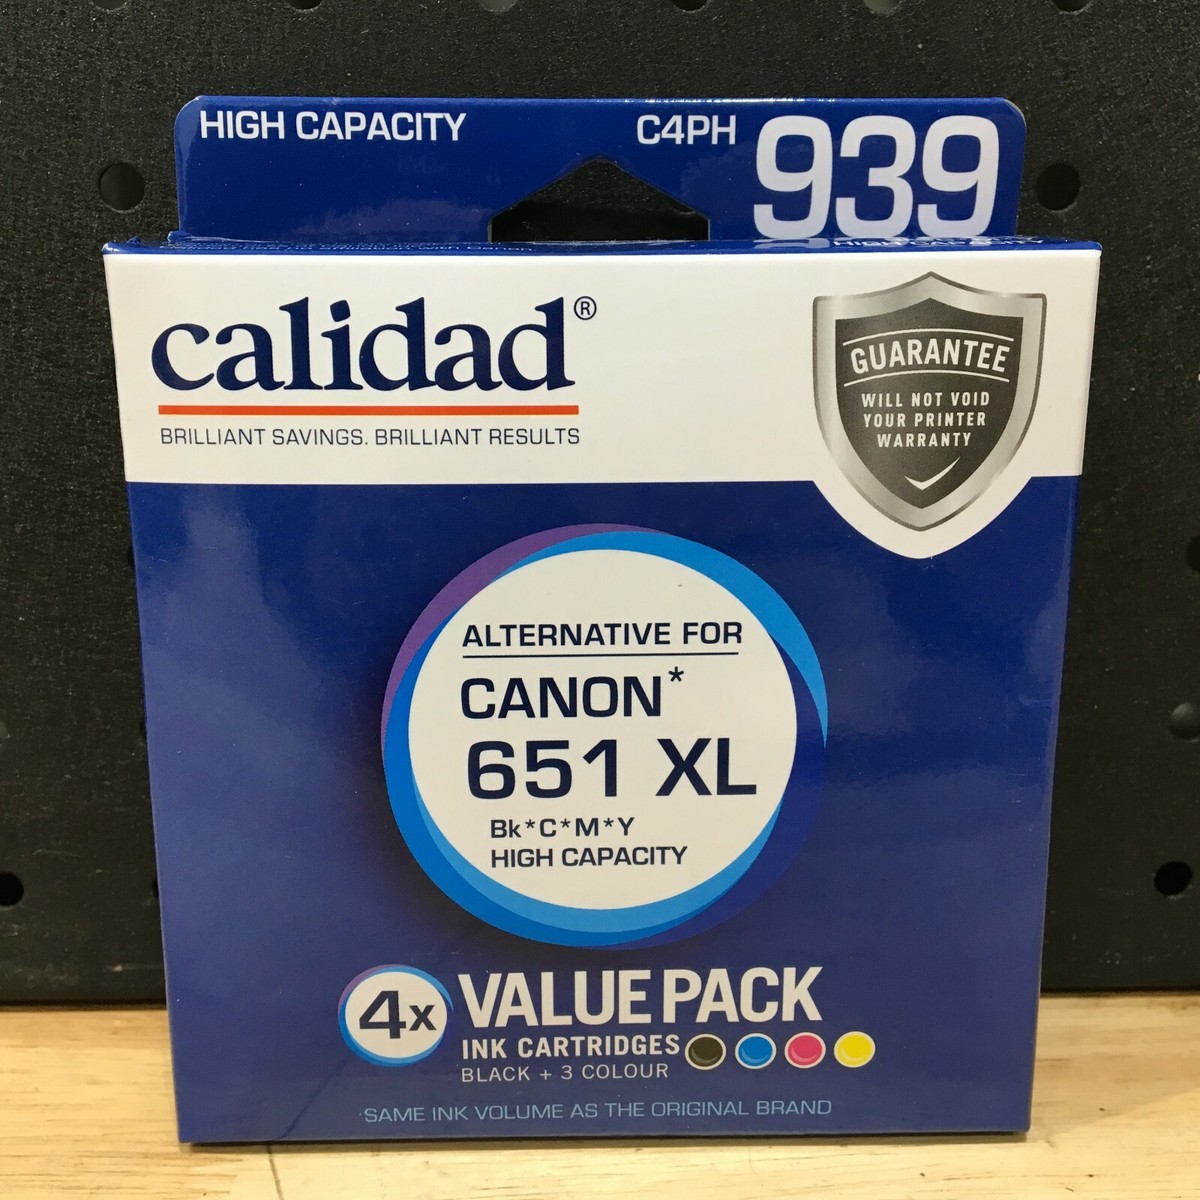 HIGH CAPACITY
C4PH 939
calidad®
BRILLIANT SAVINGS. BRILLIANT RESULTS
GUARANTEE
WILL NOT VOID
YOUR PRINTER
WARRANTY
ALTERNATIVE FOR
CANON*
651 XL
Bk*C*M*Y
HIGH CAPACITY
4x VALUE PACK
INK CARTRIDGES
BLACK + 3 COLOUR
SAME INK VOLUME AS THE ORIGINAL BRAND